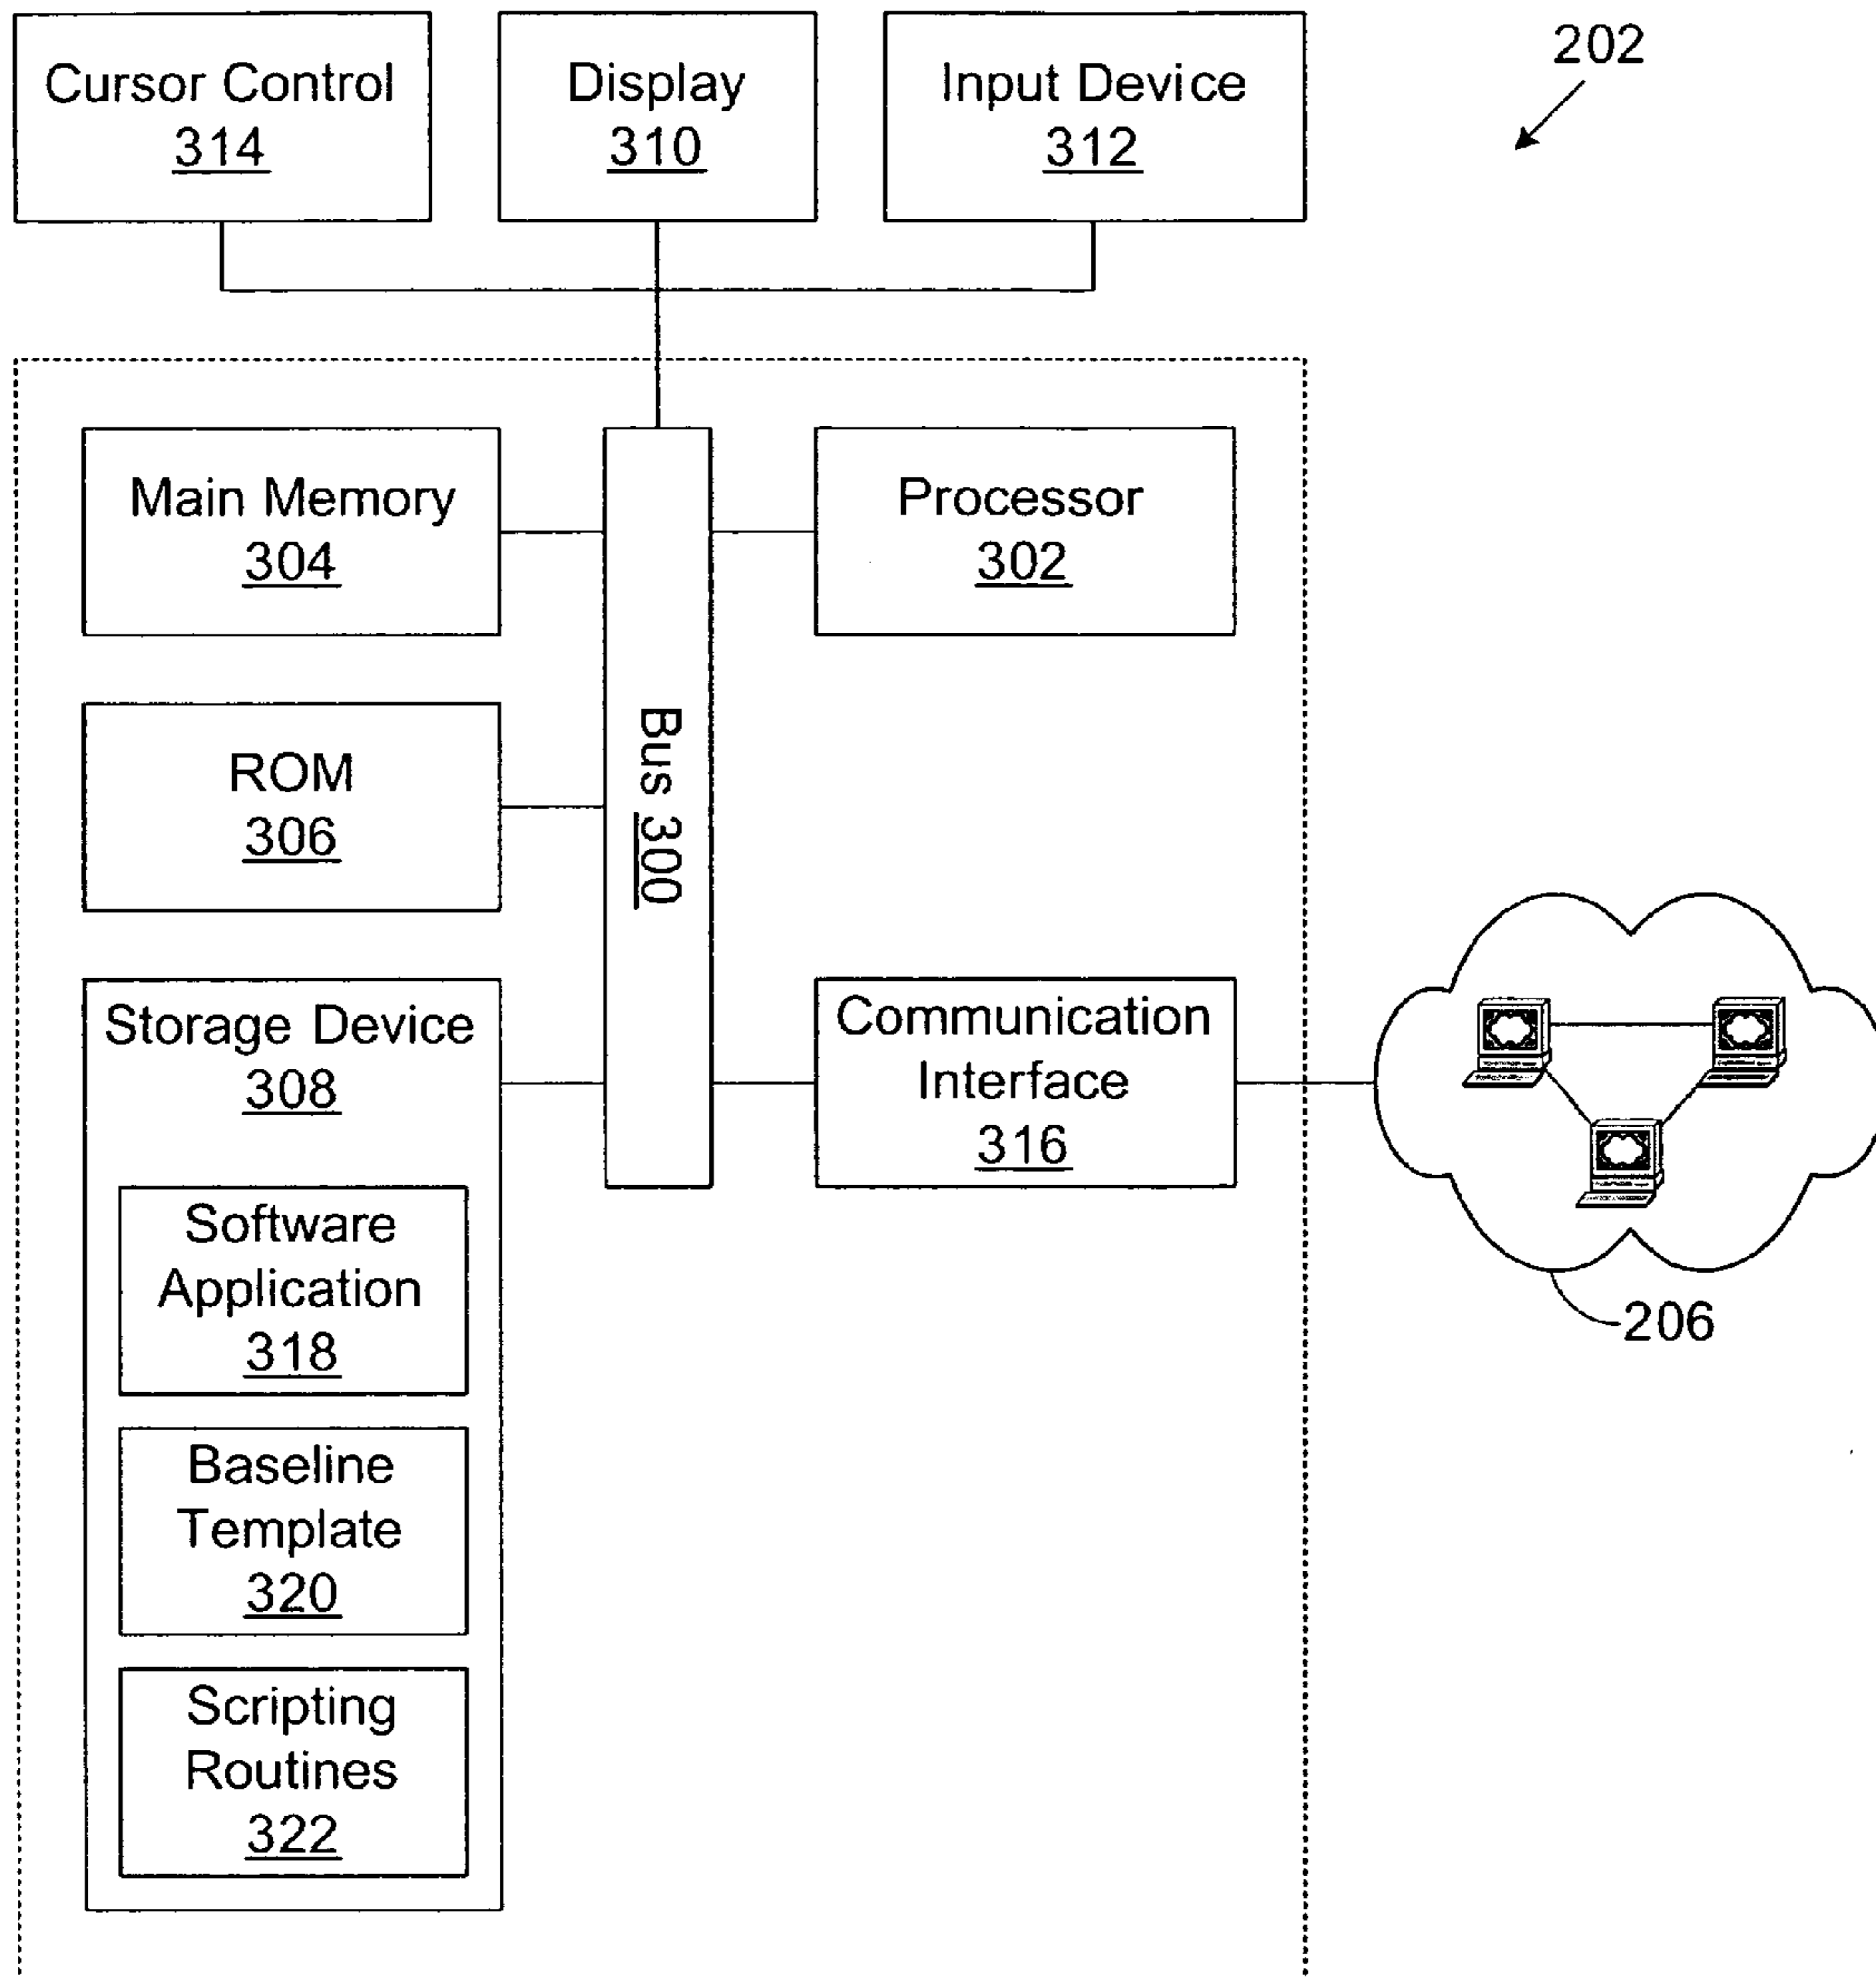 Cursor Control
314
Display
310
Input Device
312
202
Main Memory
304
Processor
302
Bus 300
ROM
306
Storage Device
308
Communication
Interface
316
206
Software
Application
318
Baseline
Template
320
Scripting
Routines
322